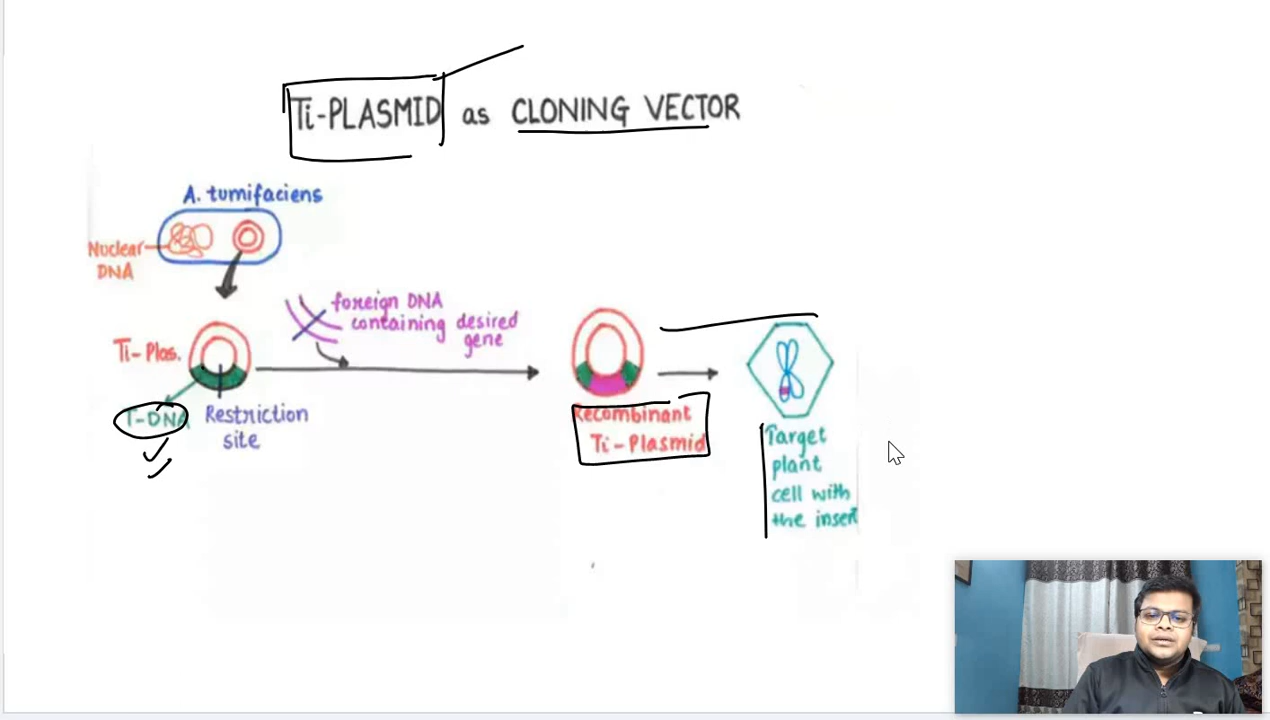 Ti-PLASMID as CLONING VECTOR
A. tumifaciens
Nuclear
DNA
foreign DNA
containing desired
gene
Ti-Plas.
T-DNA
Restriction
site
Recombinant
Ti-Plasmid
Target
plant
cell with
the insert